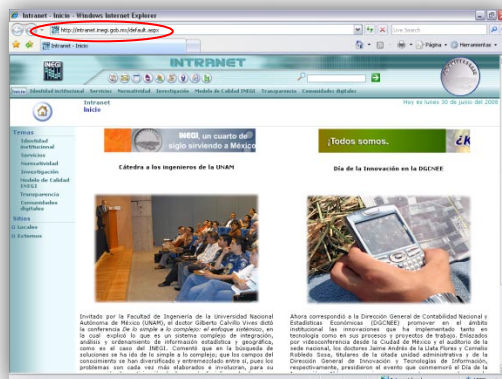 Intranet - Inicio - Windows Internet Explorer
http://intranet.inegi.gob.mx/default.aspx
Live Search
Intranet - Inicio
Página
Herramientas
INEGI
INTRANET
Inicio Identidad institucional Servicios Normatividad Investigación Modelo de Calidad INEGI Transparencia Comunidades digitales
Intranet
Inicio
Hoy es lunes 30 de junio del 2008
Temas
Identidad
institucional
Servicios
Normatividad
Investigación
Modelo de Calidad
INEGI
Transparencia
Comunidades
digitales
Sitios
Locales
Externos
INEGI, un cuarto de
siglo sirviendo a México
Cátedra a los ingenieros de la UNAM
Invitado por la Facultad de Ingeniería de la Universidad Nacional
Autónoma de México (UNAM), el doctor Gilberto Calvillo Vives dictó
la conferencia De lo simple a lo complejo: el enfoque sistémico, en
la cual explicó lo que es un sistema complejo de integración,
análisis y ordenamiento de información estadística y geográfica,
como es el caso del INEGI. Comentó que en la búsqueda de
soluciones se ha ido de lo simple a lo complejo; que los campos del
conocimiento se han diversificado y entremezclado entre sí, pues los
problemas son cada vez más elaborados e involucran, para su
¡Todos somos.
Día de la Innovación en la DGCNEE
Ahora correspondió a la Dirección General de Contabilidad Nacional y
Estadísticas Económicas (DGCNEE) promover en el ámbito
institucional las innovaciones que ha implementado tanto en
tecnología como en sus procesos y proyectos de trabajo. Enlazados
por videoconferencia desde la Ciudad de México y el auditorio de la
sede nacional, los doctores Jaime Andrés de la Llata Flores y Cornasio
Robledo Sosa, titulares de la citada unidad administrativa y de la
Dirección General de Innovación y Tecnologías de Información,
respectivamente, presidieron el evento que conmemoró el Día de la